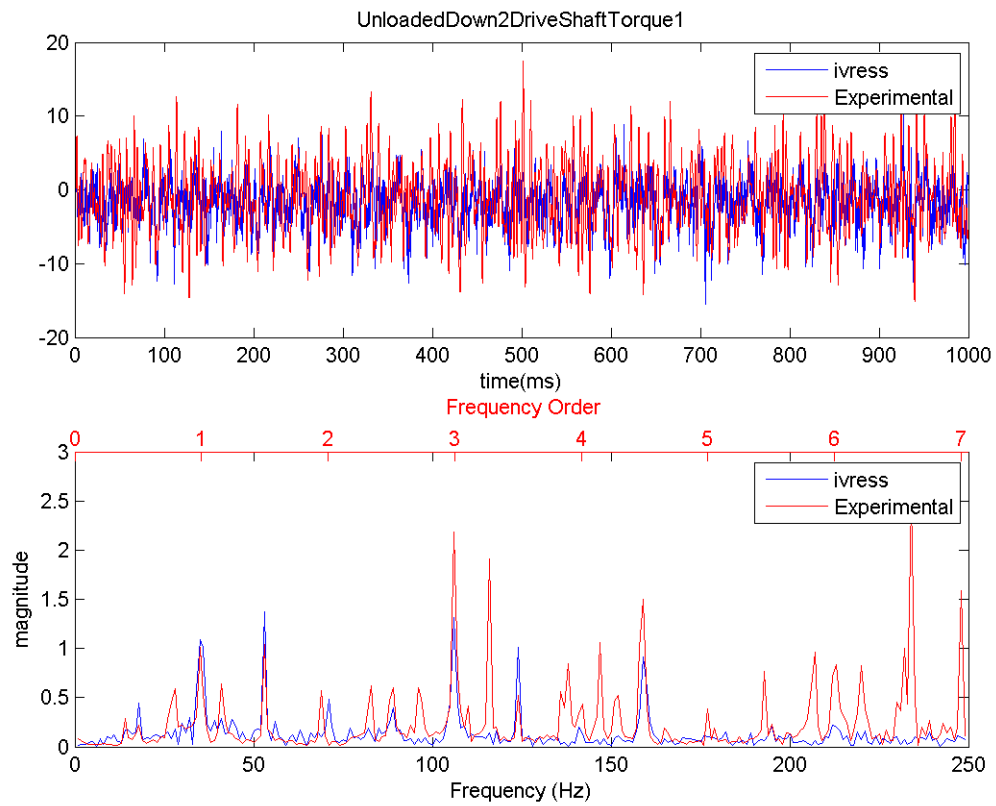 UnloadedDown2DriveShaftTorque1
20
10
0
-10
-20
ivress
Experimental
0 100 200 300 400 500 600 700 800 900 1000
time(ms)
Frequency Order
0 1 2 3 4 5 6 7
3
2.5
2
1.5
1
0.5
0
magnitude
ivress
Experimental
0 50 100 150 200 250
Frequency (Hz)